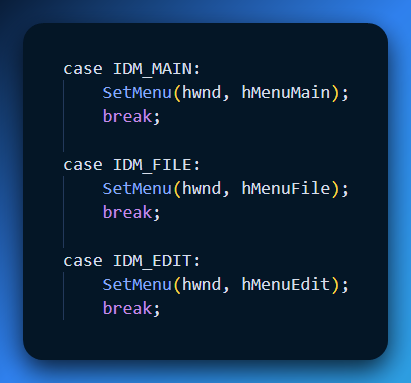 case IDM_MAIN:
    SetMenu(hwnd, hMenuMain);
    break;

case IDM_FILE:
    SetMenu(hwnd, hMenuFile);
    break;

case IDM_EDIT:
    SetMenu(hwnd, hMenuEdit);
    break;